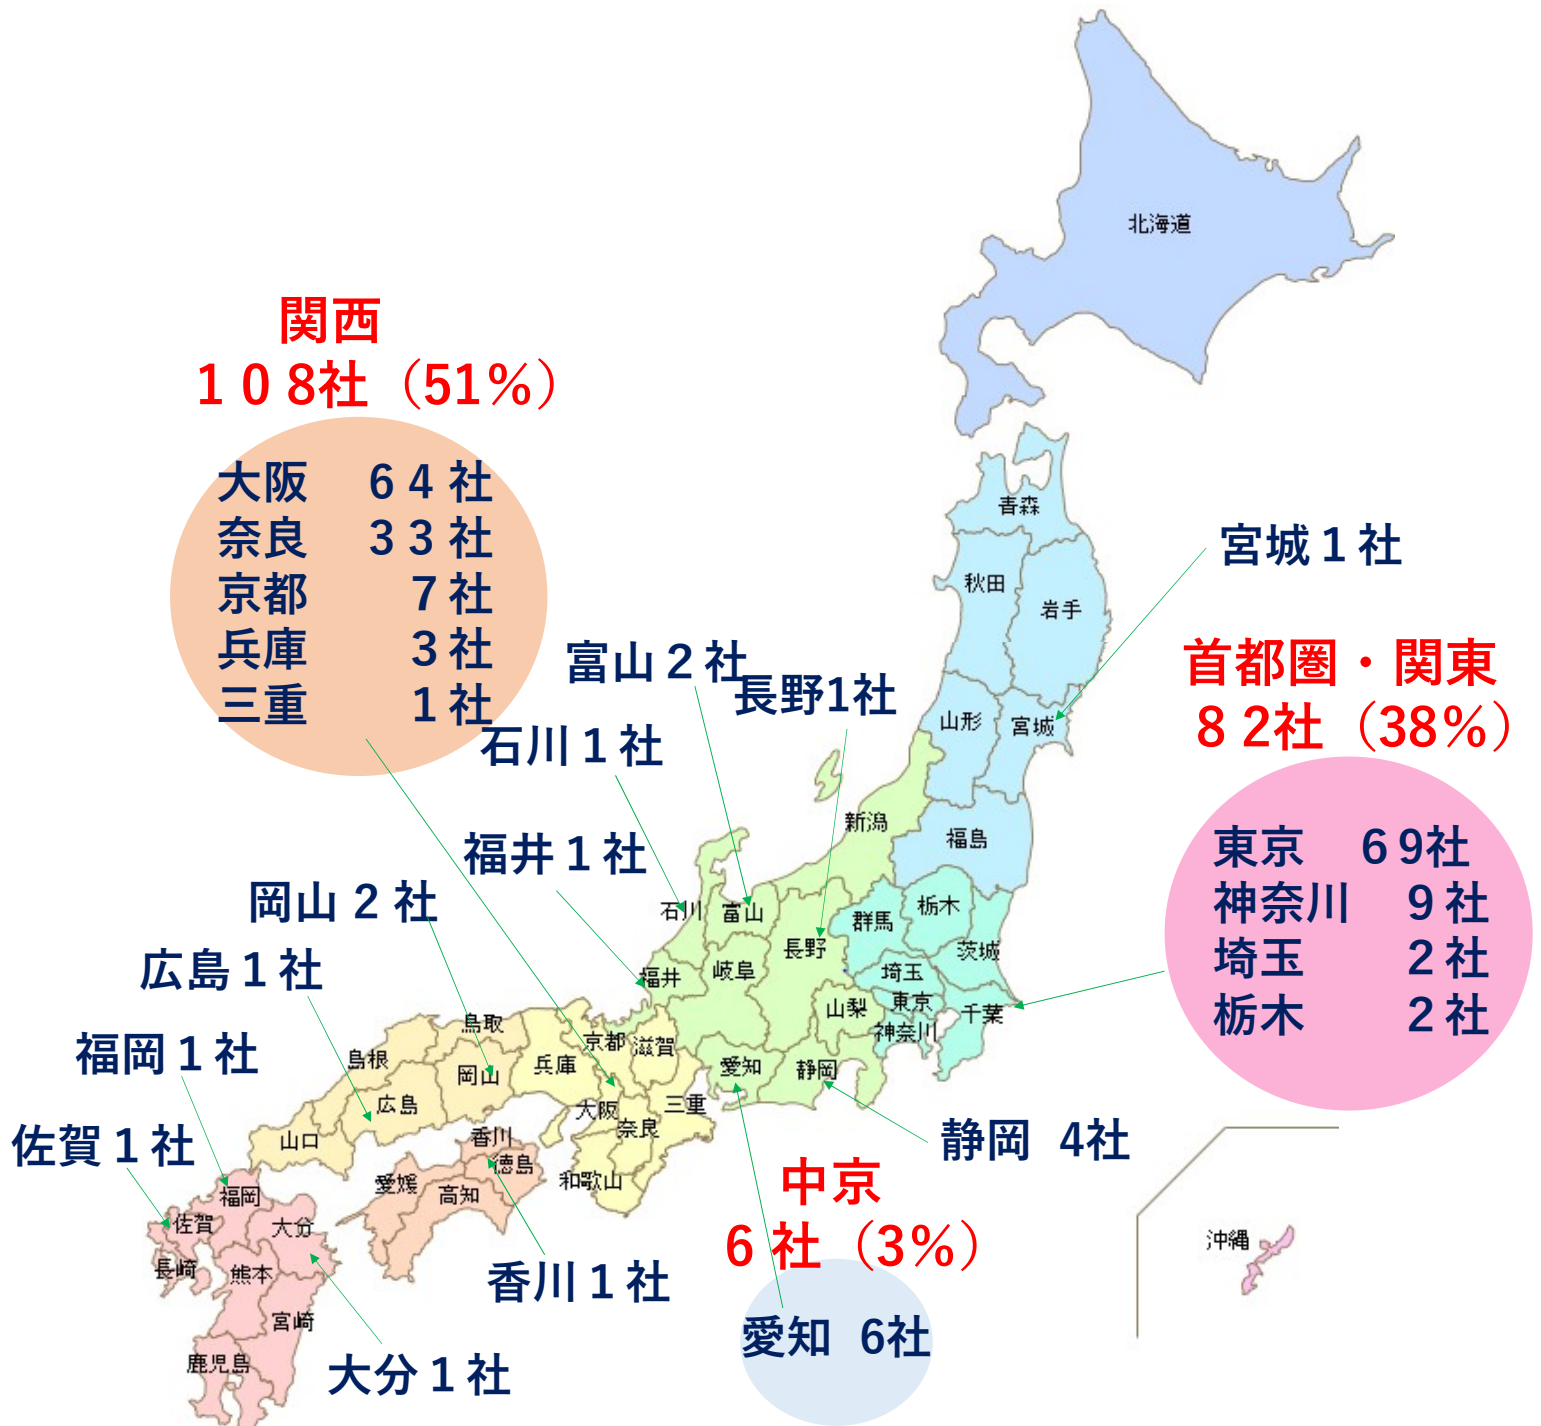 北海道
関西
１０８社（51％）
大阪　６４社
奈良　３３社
京都　　７社
兵庫　　３社
三重　　１社
青森
秋田
岩手
宮城１社
首都圏・関東
８２社（38％）
東京　６９社
神奈川　９社
埼玉　　２社
栃木　　２社
富山２社
長野1社
石川１社
福井１社
岡山２社
広島１社
福岡１社
佐賀１社
山形
宮城
新潟
福島
石川
富山
長野
群馬
栃木
茨城
福井
岐阜
埼玉
山梨
東京
千葉
神奈川
鳥取
島根
岡山
兵庫
京都
滋賀
愛知
静岡
広島
大阪
三重
奈良
山口
香川
徳島
愛媛
高知
和歌山
静岡 4社
中京
６社（3％）
愛知 6社
福岡
佐賀
大分
長崎
熊本
宮崎
鹿児島
香川１社
大分１社
沖縄